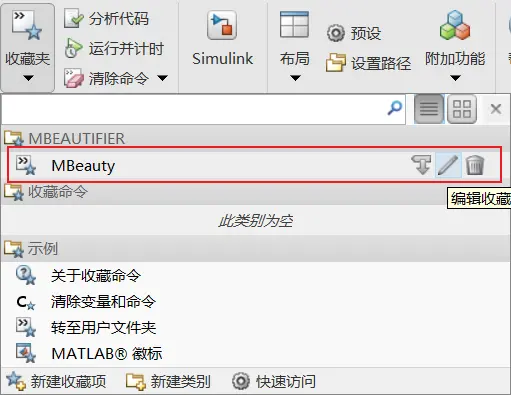 收藏夹
分析代码
运行并计时
清除命令
Simulink
布局
预设
设置路径
附加功能
MBEAUTIFIER
MBeauty
编辑收藏
收藏命令
此类别为空
示例
关于收藏命令
清除变量和命令
转至用户文件夹
MATLAB® 徽标
新建收藏项 新建类别 快速访问